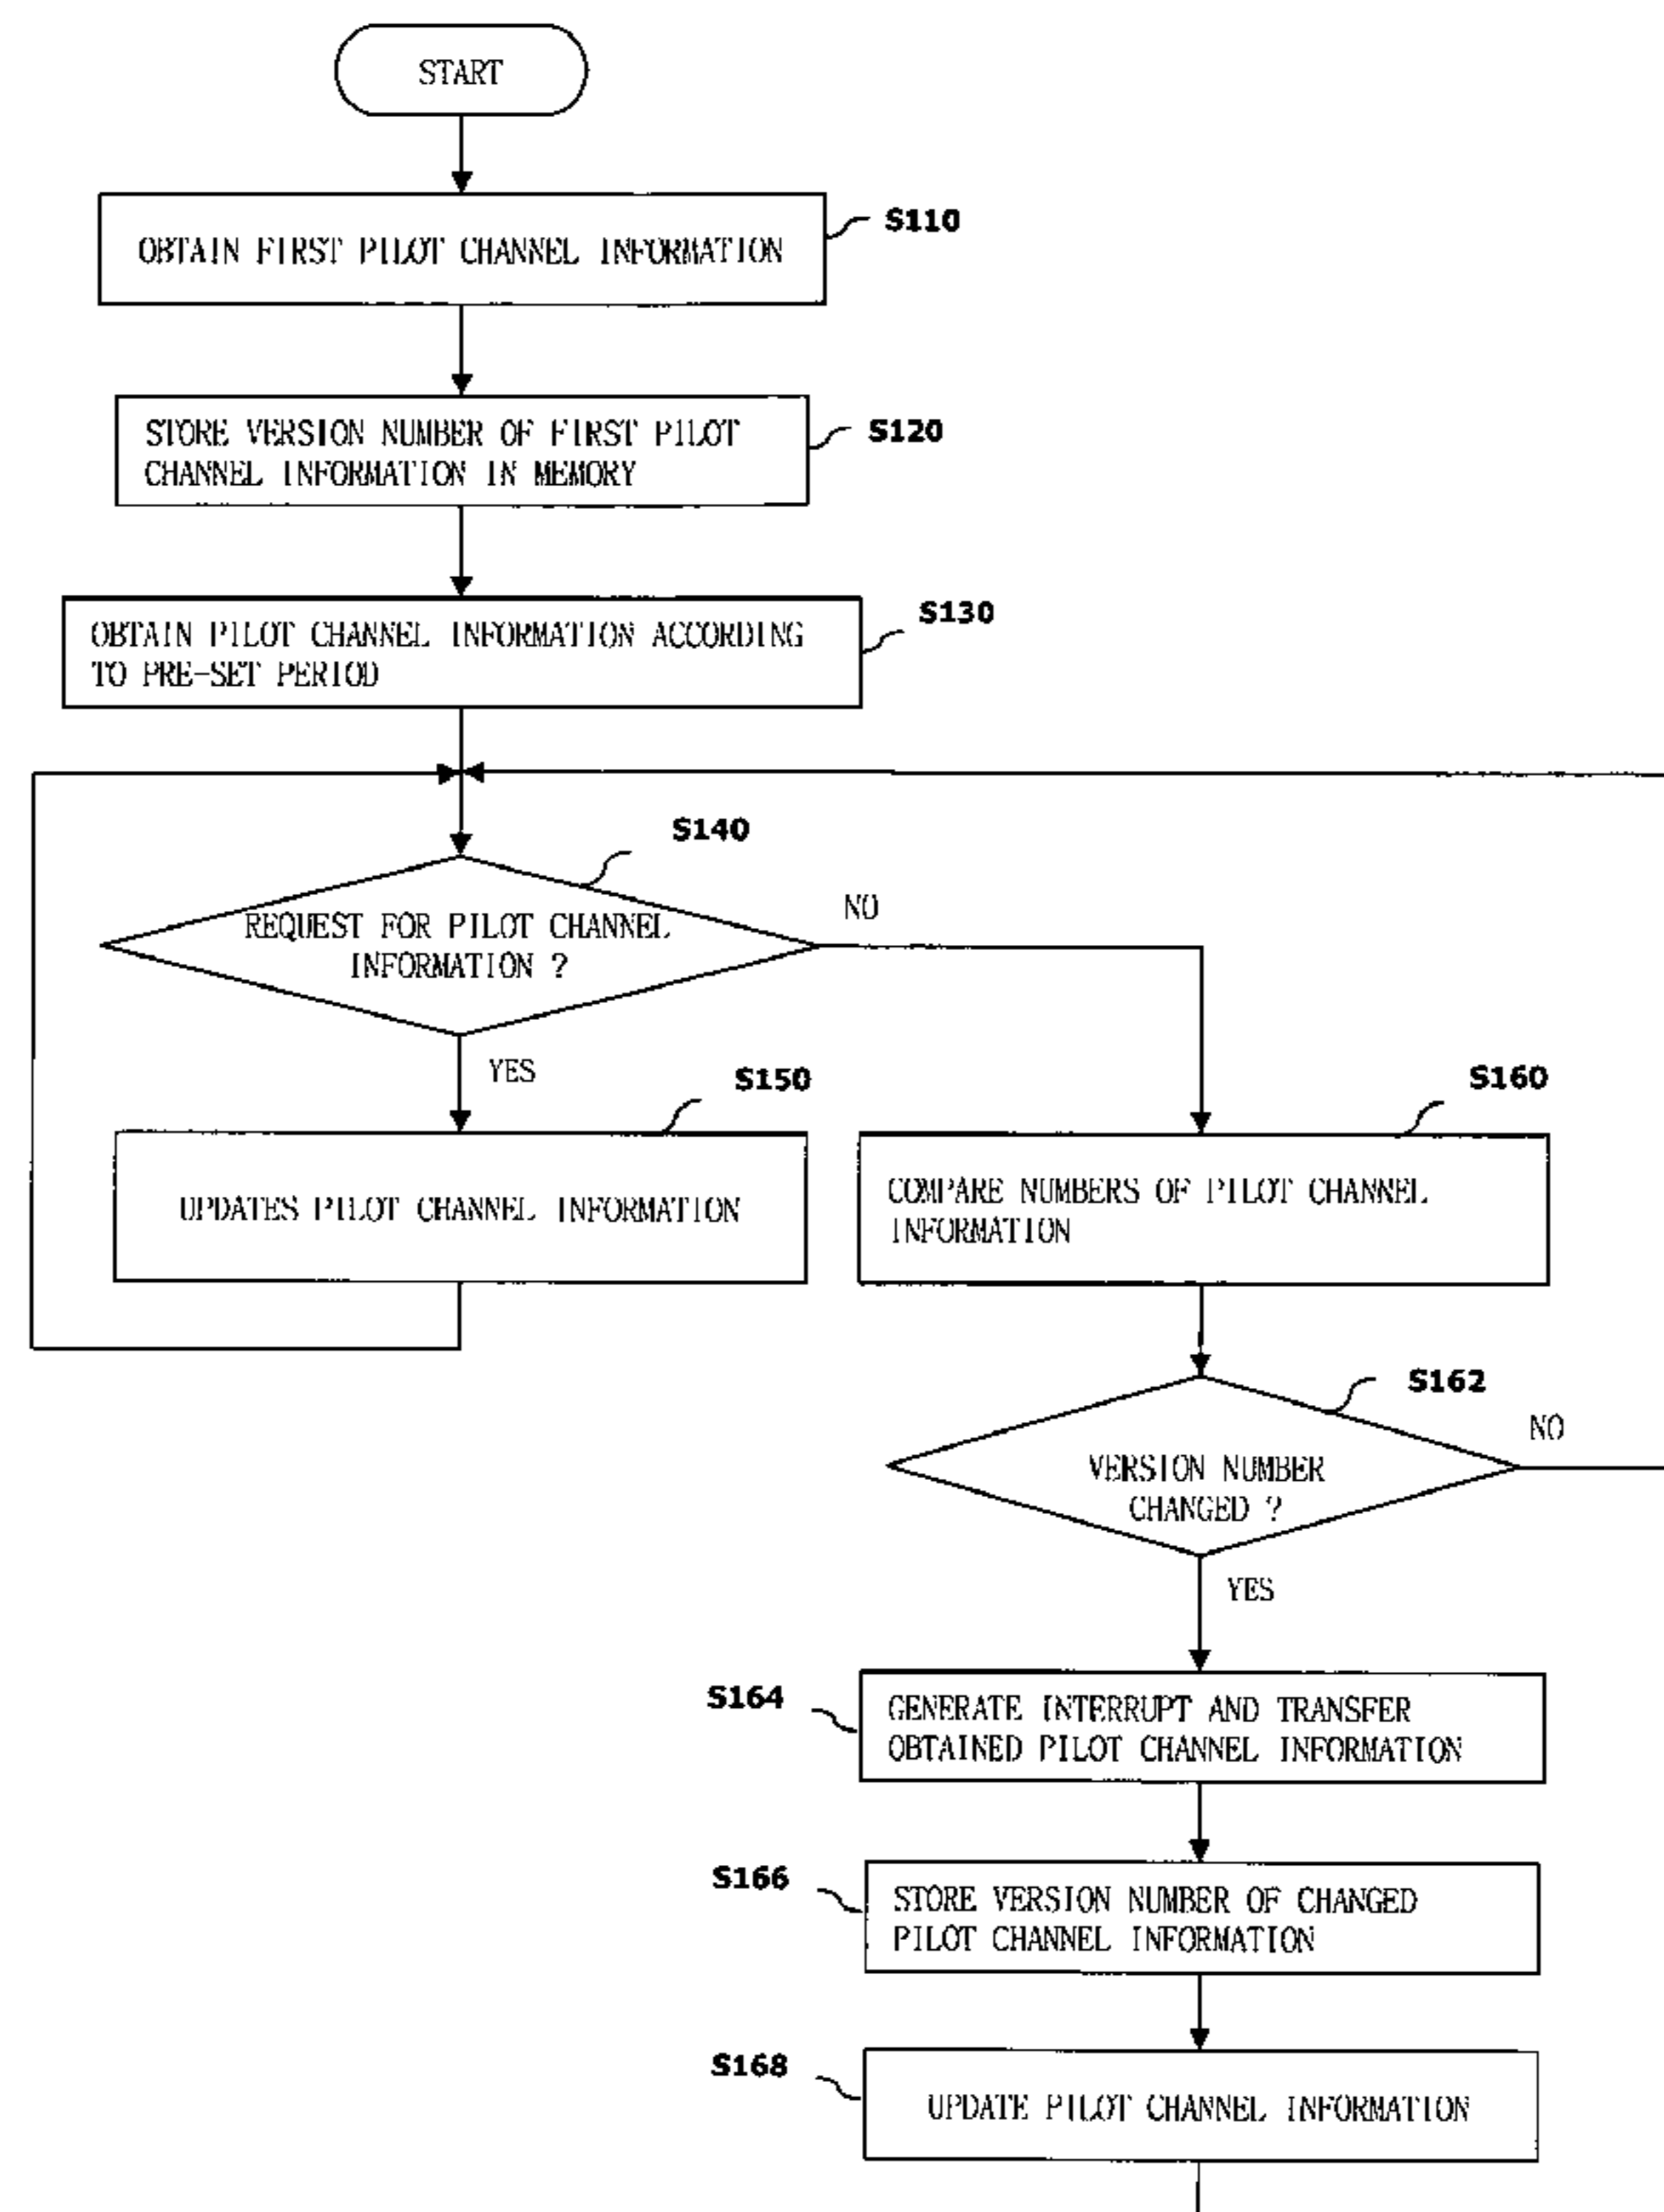 START
OBTAIN FIRST PILOT CHANNEL INFORMATION
S110
STORE VERSION NUMBER OF FIRST PILOT
CHANNEL INFORMATION IN MEMORY
S120
OBTAIN PILOT CHANNEL INFORMATION ACCORDING
TO PRE-SET PERIOD
S130
S140
REQUEST FOR PILOT CHANNEL
INFORMATION ?
NO
YES
S150
UPDATES PILOT CHANNEL INFORMATION
S160
COMPARE NUMBERS OF PILOT CHANNEL
INFORMATION
S162
VERSION NUMBER
CHANGED ?
NO
YES
S164
GENERATE INTERRUPT AND TRANSFER
OBTAINED PILOT CHANNEL INFORMATION
S166
STORE VERSION NUMBER OF CHANGED
PILOT CHANNEL INFORMATION
S168
UPDATE PILOT CHANNEL INFORMATION